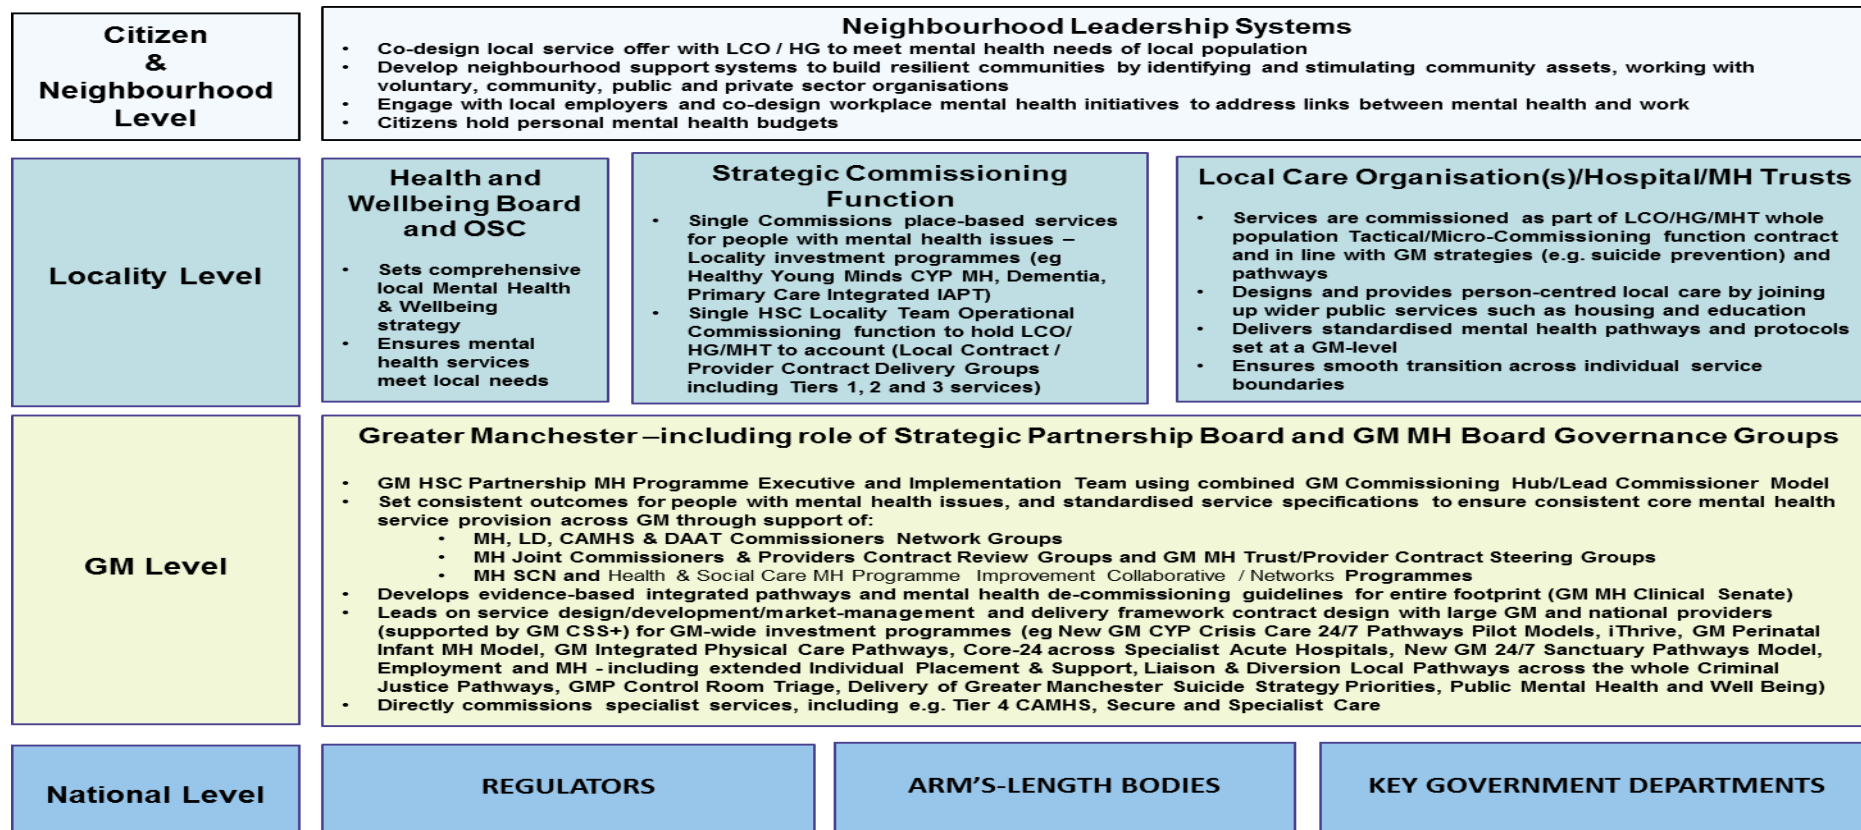 Citizen
&
Neighbourhood
Level
Neighbourhood Leadership Systems
• Co-design local service offer with LCO / HG to meet mental health needs of local population
• Develop neighbourhood support systems to build resilient communities by identifying and stimulating community assets, working with
voluntary, community, public and private sector organisations
• Engage with local employers and co-design workplace mental health initiatives to address links between mental health and work
• Citizens hold personal mental health budgets
Locality Level
Health and
Wellbeing Board
and OSC
• Sets comprehensive
local Mental Health
& Wellbeing
strategy
• Ensures mental
health services
meet local needs
Strategic Commissioning
Function
• Single Commissions place-based services
for people with mental health issues –
Locality investment programmes (eg
Healthy Young Minds CYP MH, Dementia,
Primary Care Integrated IAPT)
• Single HSC Locality Team Operational
Commissioning function to hold LCO/
HG/MHT to account (Local Contract /
Provider Contract Delivery Groups
including Tiers 1, 2 and 3 services)
Local Care Organisation(s)/Hospital/MH Trusts
• Services are commissioned as part of LCO/HG/MHT whole
population Tactical/Micro-Commissioning function contract
and in line with GM strategies (e.g. suicide prevention) and
pathways
• Designs and provides person-centred local care by joining
up wider public services such as housing and education
• Delivers standardised mental health pathways and protocols
set at a GM-level
• Ensures smooth transition across individual service
boundaries
GM Level
Greater Manchester –including role of Strategic Partnership Board and GM MH Board Governance Groups
• GM HSC Partnership MH Programme Executive and Implementation Team using combined GM Commissioning Hub/Lead Commissioner Model
• Set consistent outcomes for people with mental health issues, and standardised service specifications to ensure consistent core mental health
service provision across GM through support of:
• MH, LD, CAMHS & DAAT Commissioners Network Groups
• MH Joint Commissioners & Providers Contract Review Groups and GM MH Trust/Provider Contract Steering Groups
• MH SCN and Health & Social Care MH Programme Improvement Collaborative / Networks Programmes
• Develops evidence-based integrated pathways and mental health de-commissioning guidelines for entire footprint (GM MH Clinical Senate)
• Leads on service design/development/market-management and delivery framework contract design with large GM and national providers
(supported by GM CSS+) for GM-wide investment programmes (eg New GM CYP Crisis Care 24/7 Pathways Pilot Models, iThrive, GM Perinatal
Infant MH Model, GM Integrated Physical Care Pathways, Core-24 across Specialist Acute Hospitals, New GM 24/7 Sanctuary Pathways Model,
Employment and MH - including extended Individual Placement & Support, Liaison & Diversion Local Pathways across the whole Criminal
Justice Pathways, GMP Control Room Triage, Delivery of Greater Manchester Suicide Strategy Priorities, Public Mental Health and Well Being)
• Directly commissions specialist services, including e.g. Tier 4 CAMHS, Secure and Specialist Care
National Level
REGULATORS
ARM'S-LENGTH BODIES
KEY GOVERNMENT DEPARTMENTS